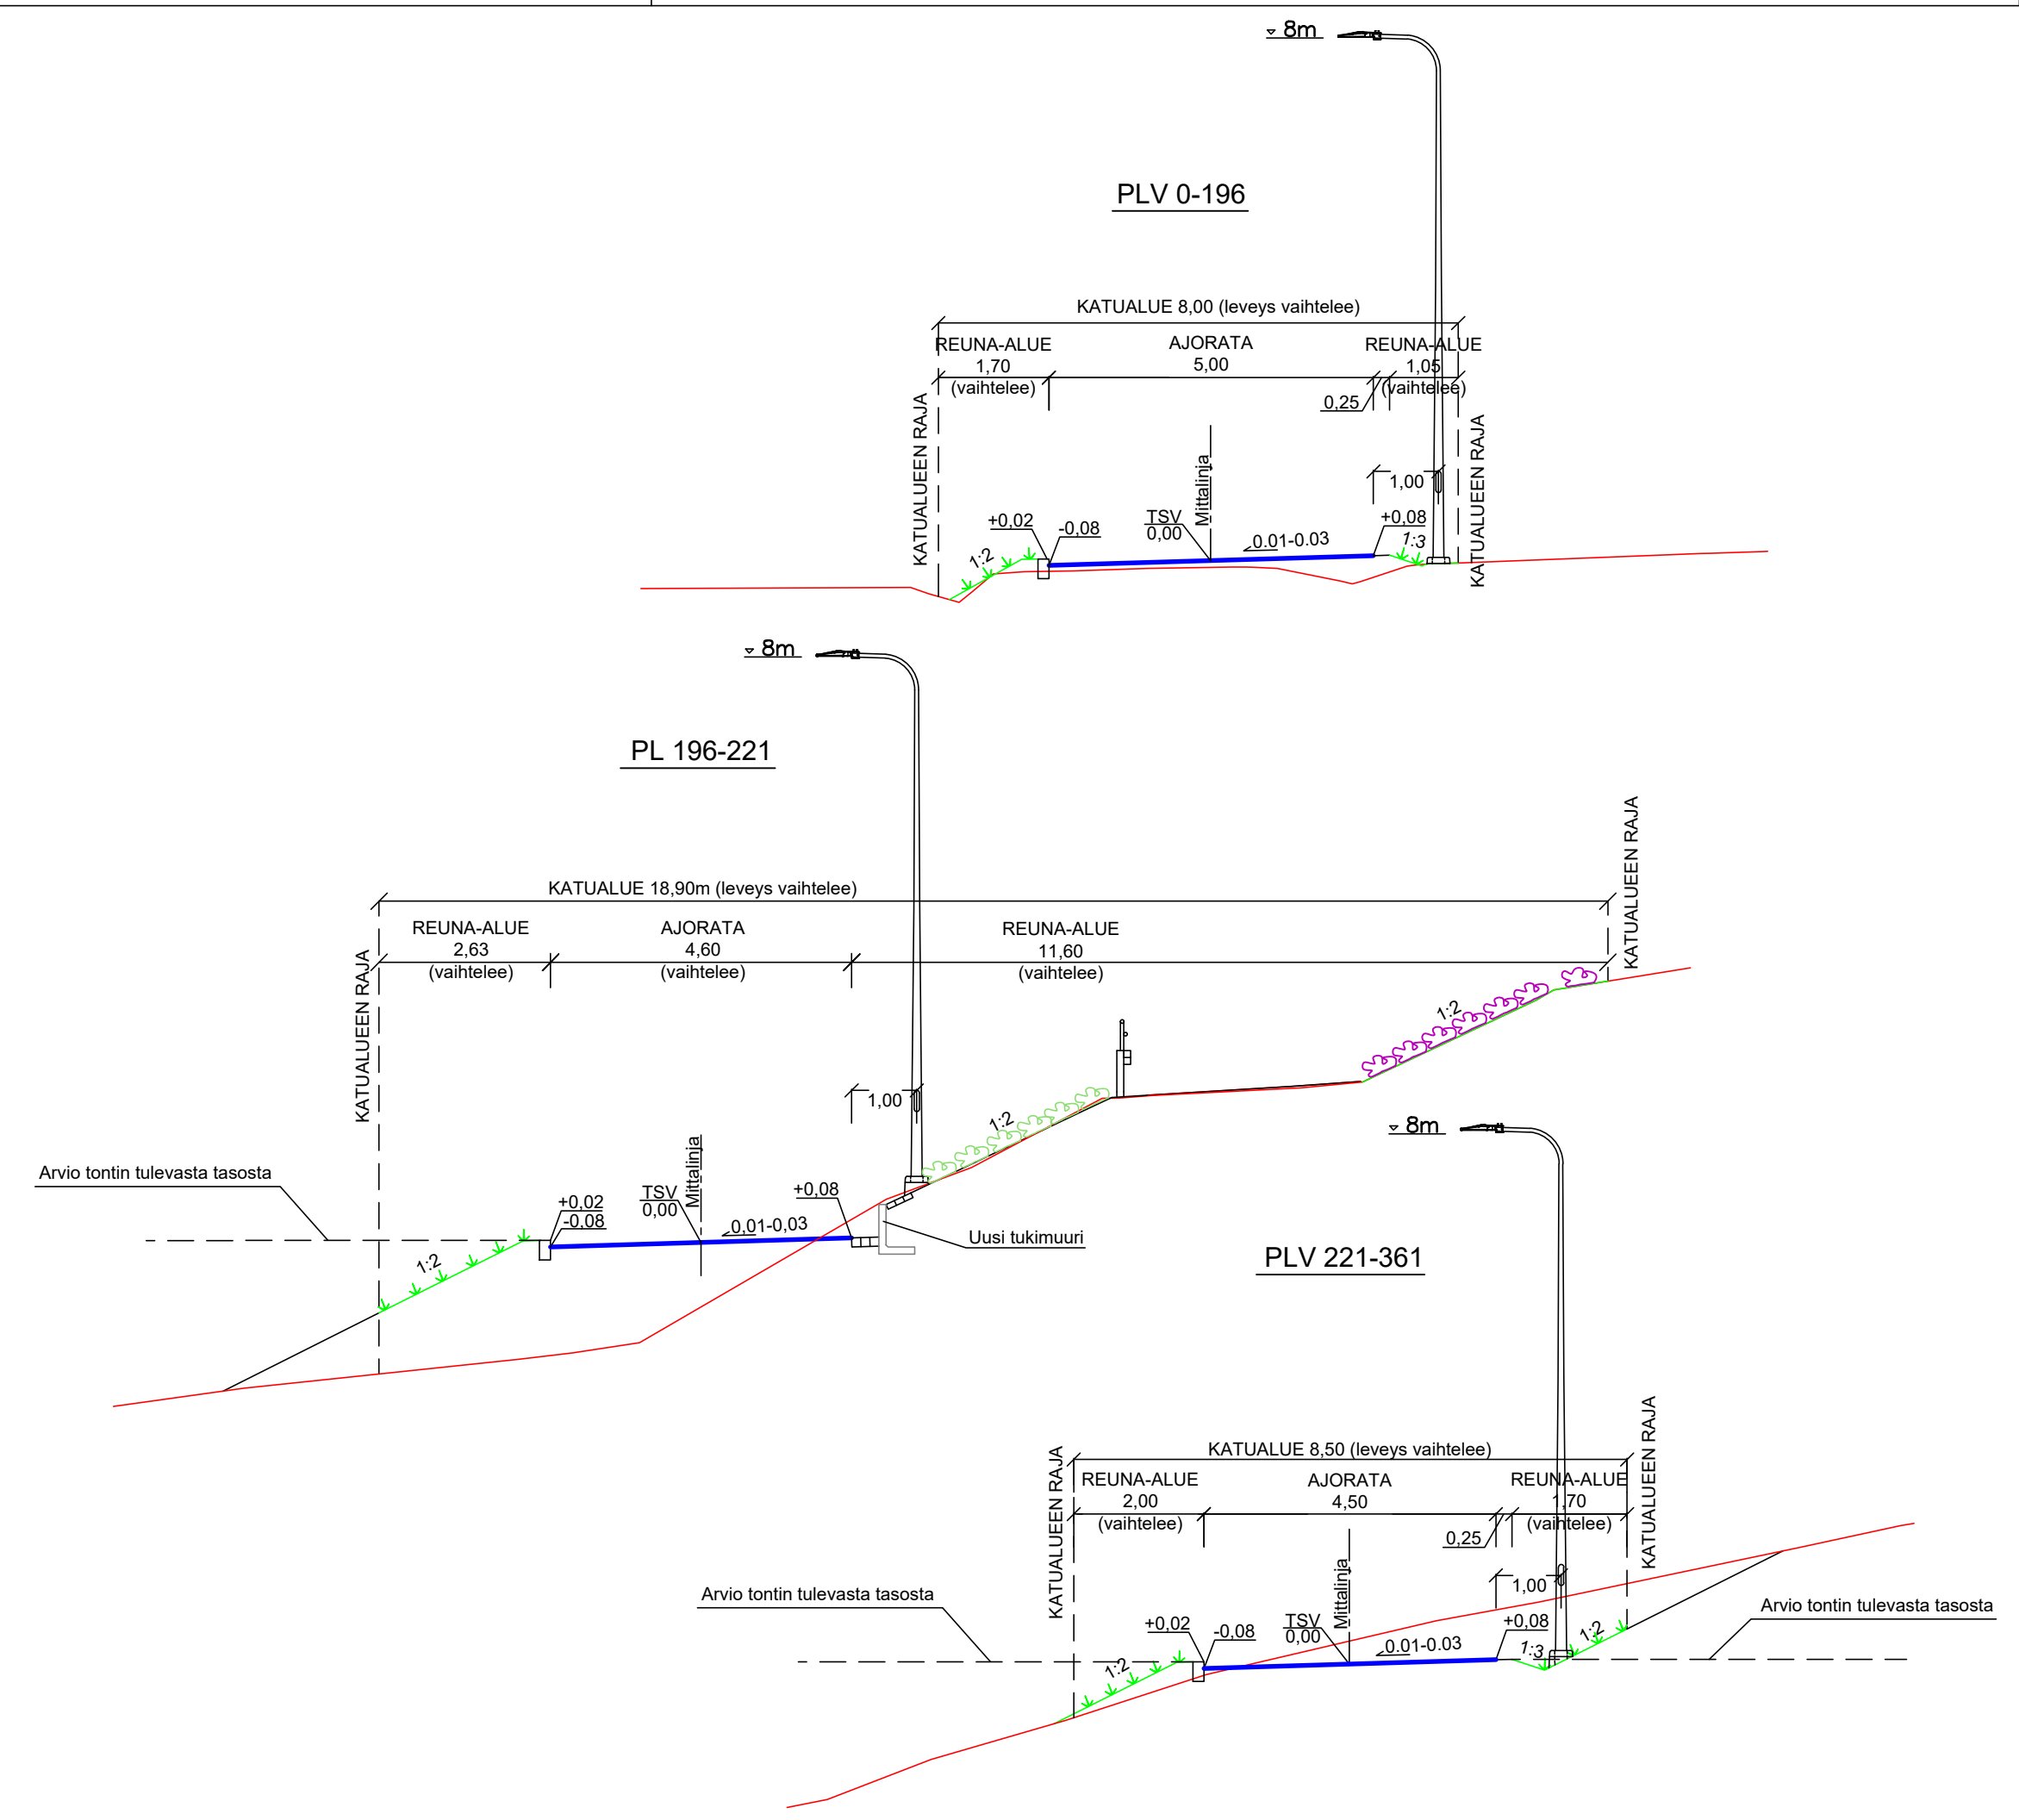 8m
PLV 0-196
KATUALUE 8,00 (leveys vaihtelee)
REUNA-ALUE
1,70
(vaihtelee)
AJORATA
5,00
REUNA-ALUE
1,05
(vaihtelee)
0,25
KATUALUEEN RAJA
KATUALUEEN RAJA
Mittalinja
1,00
+0,02
-0,08
TSV
0,00
0.01-0.03
+0,08
1:2
1:3
8m
PL 196-221
KATUALUE 18,90m (leveys vaihtelee)
REUNA-ALUE
2,63
(vaihtelee)
AJORATA
4,60
(vaihtelee)
REUNA-ALUE
11,60
(vaihtelee)
KATUALUEEN RAJA
KATUALUEEN RAJA
1:2
1,00
1:2
Mittalinja
Arvio tontin tulevasta tasosta
+0,02
-0,08
TSV
0,00
0,01-0,03
+0,08
1:2
Uusi tukimuuri
8m
PLV 221-361
KATUALUE 8,50 (leveys vaihtelee)
REUNA-ALUE
2,00
(vaihtelee)
AJORATA
4,50
REUNA-ALUE
1,70
(vaihtelee)
0,25
KATUALUEEN RAJA
KATUALUEEN RAJA
Mittalinja
1,00
Arvio tontin tulevasta tasosta
Arvio tontin tulevasta tasosta
+0,02
-0,08
TSV
0,00
0.01-0.03
+0,08
1:2
1:3
1:2